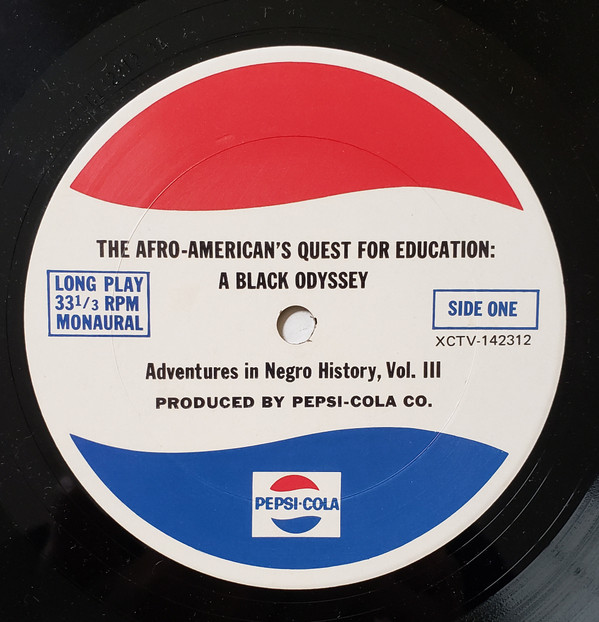 THE AFRO-AMERICAN'S QUEST FOR EDUCATION:
A BLACK ODYSSEY
LONG PLAY
33 1/3 RPM
MONAURAL
SIDE ONE
XCTV-142312
Adventures in Negro History, Vol. III
PRODUCED BY PEPSI-COLA CO.
PEPSI-COLA